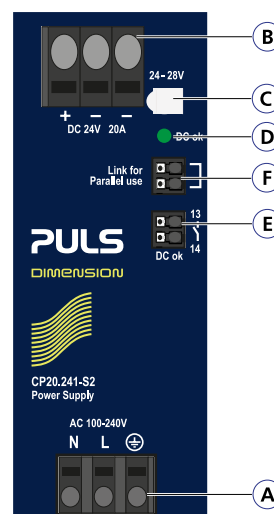 B
24-28V
+ − −
DC 24V 20A
C
DC ok
D
Link for
Parallel use
F
13
E
14
DC ok
PULS
DIMENSION
CP20.241-S2
Power Supply
AC 100-240V
N L
A